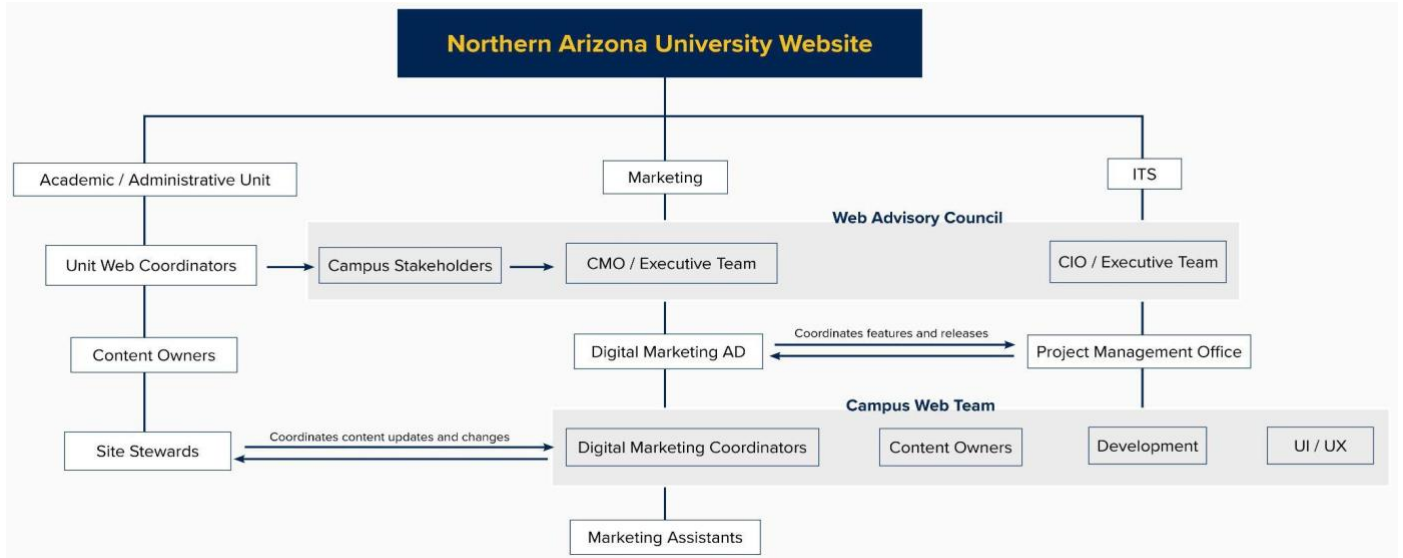 Northern Arizona University Website
Academic / Administrative Unit
Marketing
ITS
Web Advisory Council
Unit Web Coordinators
Campus Stakeholders
CMO / Executive Team
CIO / Executive Team
Content Owners
Digital Marketing AD
Coordinates features and releases
Project Management Office
Campus Web Team
Site Stewards
Coordinates content updates and changes
Digital Marketing Coordinators
Content Owners
Development
UI / UX
Marketing Assistants